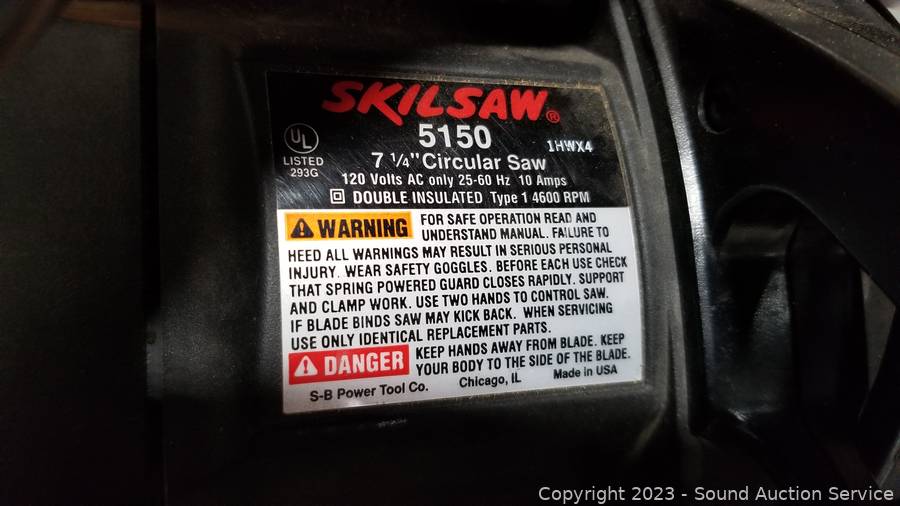 SKILSAW®
5150
1HWX4
7 1/4" Circular Saw
UL
LISTED
293G
120 Volts AC only 25-60 Hz 10 Amps
DOUBLE INSULATED Type 1 4600 RPM
WARNING FOR SAFE OPERATION READ AND
UNDERSTAND MANUAL. FAILURE TO
HEED ALL WARNINGS MAY RESULT IN SERIOUS PERSONAL
INJURY. WEAR SAFETY GOGGLES. BEFORE EACH USE CHECK
THAT SPRING POWERED GUARD CLOSES RAPIDLY. SUPPORT
AND CLAMP WORK. USE TWO HANDS TO CONTROL SAW.
IF BLADE BINDS SAW MAY KICK BACK. WHEN SERVICING
USE ONLY IDENTICAL REPLACEMENT PARTS.
DANGER KEEP HANDS AWAY FROM BLADE. KEEP
YOUR BODY TO THE SIDE OF THE BLADE.
S-B Power Tool Co. Chicago, IL Made in USA
Copyright 2023 - Sound Auction Service